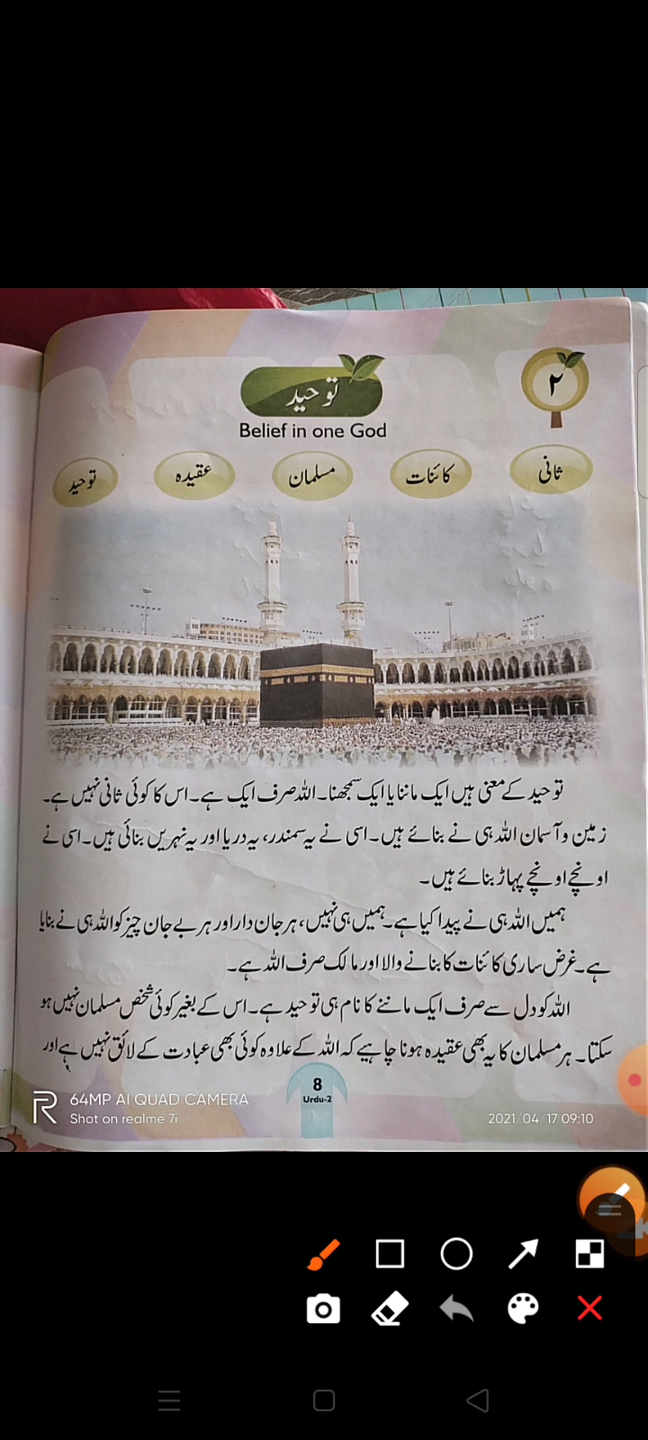 ۲
توحید
Belief in one God
ثانی کائنات مسلمان عقیدہ توحید
توحید کے معنی ہیں ایک ماننا یا ایک سمجھنا۔ اللہ صرف ایک ہے۔ اس کا کوئی ثانی نہیں ہے۔
زمین و آسمان اللہ ہی نے بنائے ہیں۔ اسی نے یہ سمندر، یہ دریا اور یہ نہریں بنائی ہیں۔ اسی نے
اونچے اونچے پہاڑ بنائے ہیں۔
ہمیں اللہ ہی نے پیدا کیا ہے۔ ہمیں ہی نہیں، ہر جان دار اور ہر بے جان چیز کو اللہ ہی نے بنایا
ہے۔ غرض ساری کائنات کا بنانے والا اور مالک صرف اللہ ہے۔
اللہ کو دل سے صرف ایک ماننے کا نام ہی توحید ہے۔ اس کے بغیر کوئی شخص مسلمان نہیں ہو
سکتا۔ ہر مسلمان کا یہ بھی عقیدہ ہونا چاہیے کہ اللہ کے علاوہ کوئی بھی عبادت کے لائق نہیں ہے اور
8
Urdu-2
R 64MP AI QUAD CAMERA
Shot on realme 7i
2021/04/17 09:10